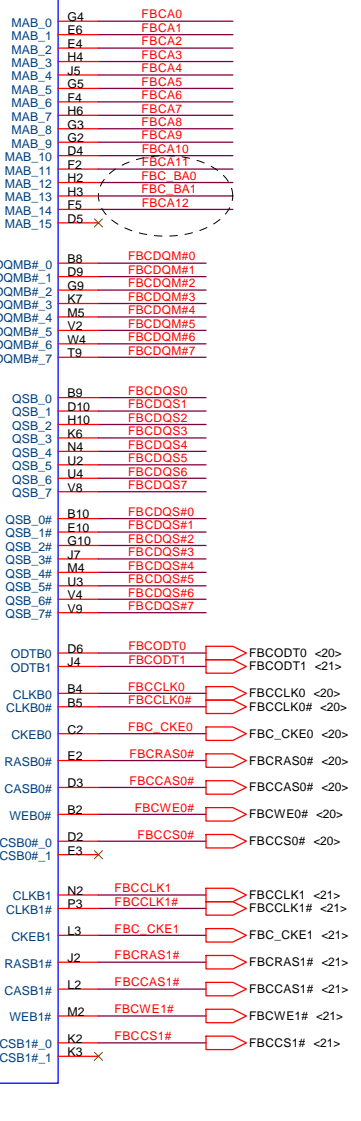 MAB_0 G4 FBCA0
MAB_1 E6 FBCA1
MAB_2 E4 FBCA2
MAB_3 H4 FBCA3
MAB_4 J5 FBCA4
MAB_5 G5 FBCA5
MAB_6 F4 FBCA6
MAB_7 H6 FBCA7
MAB_8 G3 FBCA8
MAB_9 G2 FBCA9
MAB_10 D4 FBCA10
MAB_11 F2 FBCA11
MAB_12 H2 FBC_BA0
MAB_13 H3 FBC_BA1
MAB_14 F5 FBCA12
MAB_15 D5
DQMB#_0 B8 FBCDQM#0
DQMB#_1 D9 FBCDQM#1
DQMB#_2 G9 FBCDQM#2
DQMB#_3 K7 FBCDQM#3
DQMB#_4 M5 FBCDQM#4
DQMB#_5 V2 FBCDQM#5
DQMB#_6 W4 FBCDQM#6
DQMB#_7 T9 FBCDQM#7
QSB_0 B9 FBCDQS0
QSB_1 D10 FBCDQS1
QSB_2 H10 FBCDQS2
QSB_3 K6 FBCDQS3
QSB_4 N4 FBCDQS4
QSB_5 U2 FBCDQS5
QSB_6 U4 FBCDQS6
QSB_7 V8 FBCDQS7
QSB_0# B10 FBCDQS#0
QSB_1# E10 FBCDQS#1
QSB_2# G10 FBCDQS#2
QSB_3# J7 FBCDQS#3
QSB_4# M4 FBCDQS#4
QSB_5# U3 FBCDQS#5
QSB_6# V4 FBCDQS#6
QSB_7# V9 FBCDQS#7
ODTB0 D6 FBCODT0 FBCODT0 <20>
ODTB1 J4 FBCODT1 FBCODT1 <21>
CLKB0 B4 FBCCLK0 FBCCLK0 <20>
CLKB0# B5 FBCCLK0# FBCCLK0# <20>
CKEB0 C2 FBC_CKE0 FBC_CKE0 <20>
RASB0# E2 FBCRAS0# FBCRAS0# <20>
CASB0# D3 FBCCAS0# FBCCAS0# <20>
WEB0# B2 FBCWE0# FBCWE0# <20>
CSB0#_0 D2 FBCCS0# FBCCS0# <20>
CSB0#_1 E3
CLKB1 N2 FBCCLK1 FBCCLK1 <21>
CLKB1# P3 FBCCLK1# FBCCLK1# <21>
CKEB1 L3 FBC_CKE1 FBC_CKE1 <21>
RASB1# J2 FBCRAS1# FBCRAS1# <21>
CASB1# L2 FBCCAS1# FBCCAS1# <21>
WEB1# M2 FBCWE1# FBCWE1# <21>
CSB1#_0 K2 FBCCS1# FBCCS1# <21>
CSB1#_1 K3